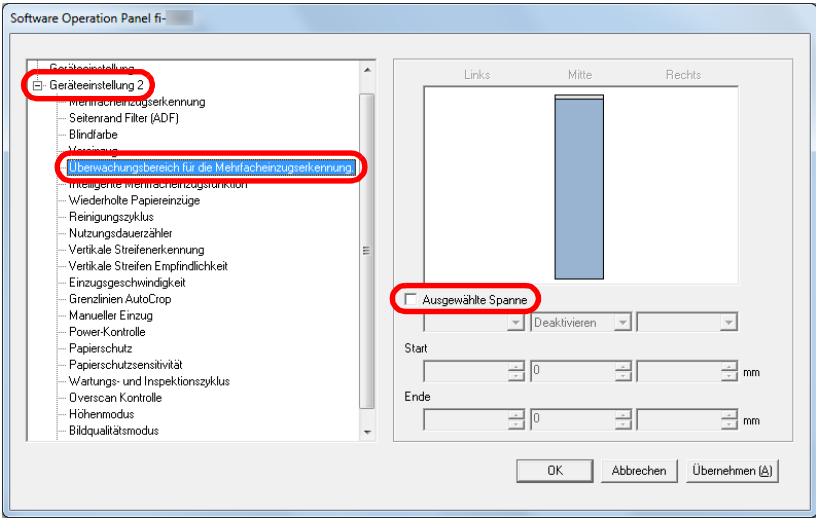 Software Operation Panel fi-
Geräteeinstellung
Geräteeinstellung 2
Mehrfacheinzugserkennung
Seitenrand Filter (ADF)
Blindfarbe
Voreinzug
Überwachungsbereich für die Mehrfacheinzugserkennung
Intelligente Mehrfacheinzugsfunktion
Wiederholte Papiereinzüge
Reinigungszyklus
Nutzungsdauerzähler
Vertikale Streifenerkennung
Vertikale Streifen Empfindlichkeit
Einzugsgeschwindigkeit
Grenzlinien AutoCrop
Manueller Einzug
Power-Kontrolle
Papierschutz
Papierschutzsensitivität
Wartungs- und Inspektionszyklus
Overscan Kontrolle
Höhenmodus
Bildqualitätsmodus
Links Mitte Rechts
Ausgewählte Spanne
Deaktivieren
Start
0 mm
Ende
0 mm
OK Abbrechen Übernehmen (A)